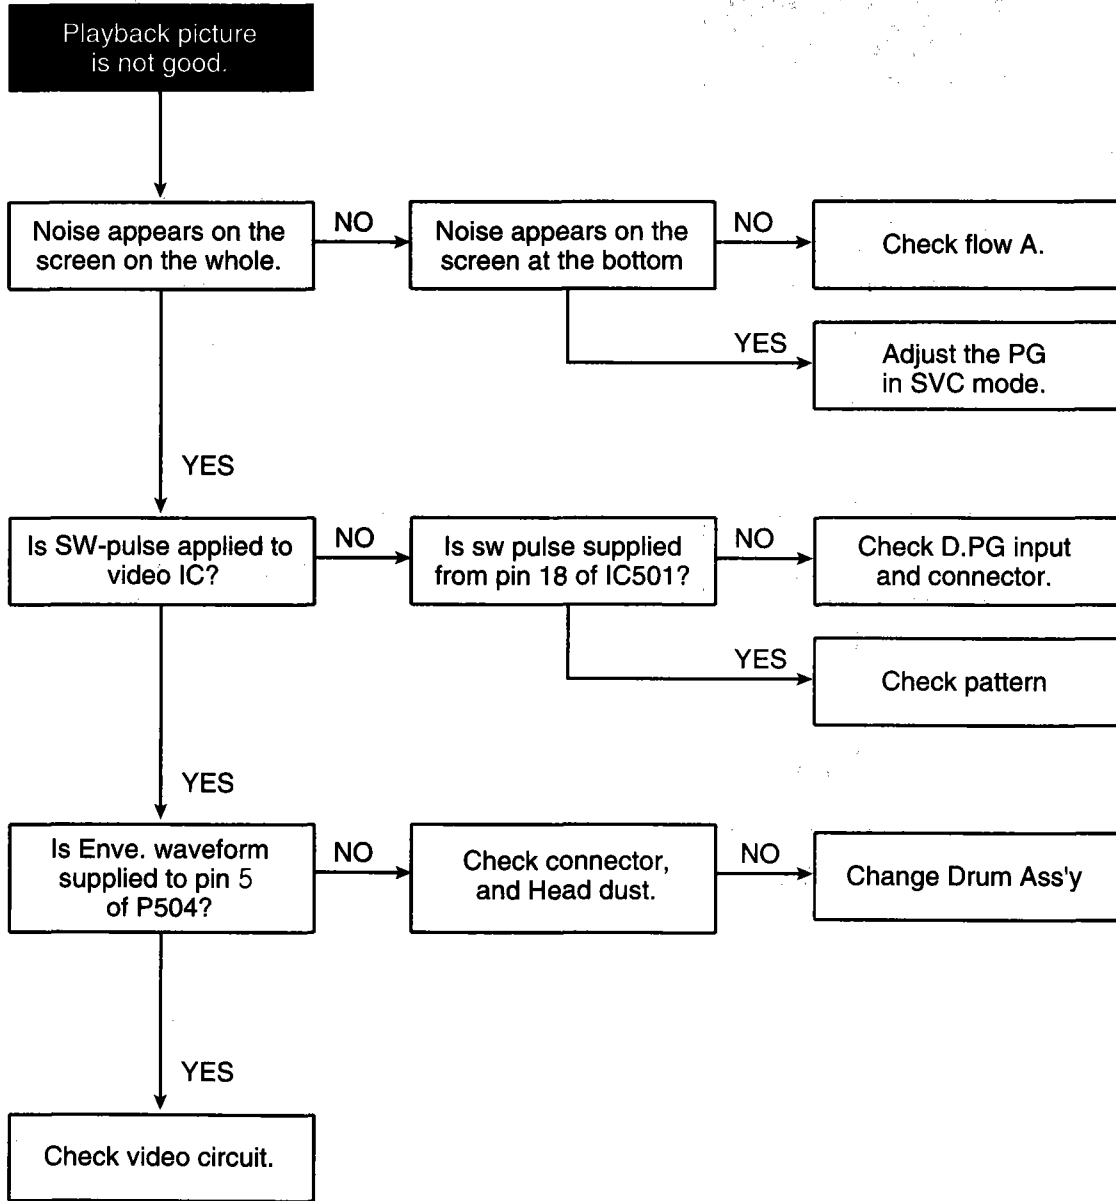 Playback picture
is not good.
Noise appears on the
screen on the whole.
NO
Noise appears on the
screen at the bottom
NO
Check flow A.
YES
Adjust the PG
in SVC mode.
YES
Is SW-pulse applied to
video IC?
NO
Is sw pulse supplied
from pin 18 of IC501?
NO
Check D.PG input
and connector.
YES
Check pattern
YES
Is Enve. waveform
supplied to pin 5
of P504?
NO
Check connector,
and Head dust.
NO
Change Drum Ass'y
YES
Check video circuit.